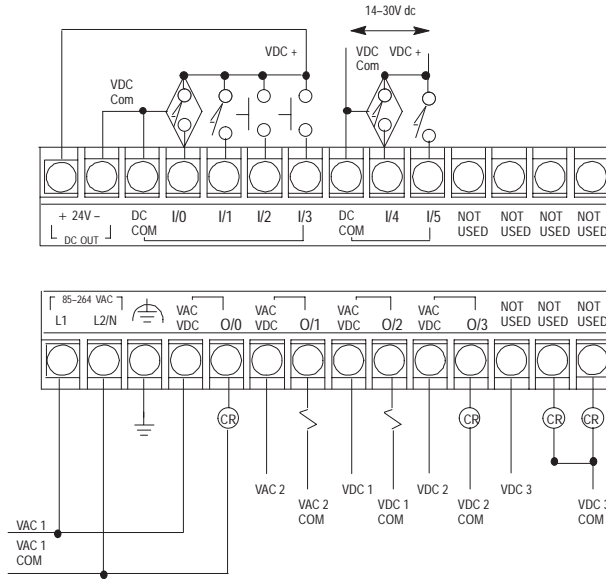 14–30V dc
VDC +
VDC Com
VDC Com
VDC +
+ 24V –
DC OUT
DC COM
I/0
I/1
I/2
I/3
DC COM
I/4
I/5
NOT USED
NOT USED
NOT USED
NOT USED
85–264 VAC
L1
L2/N
VAC VDC
O/0
VAC VDC
O/1
VAC VDC
O/2
VAC VDC
O/3
NOT USED
NOT USED
NOT USED
CR
CR
CR
CR
VAC 2
VAC 2 COM
VDC 1
VDC 1 COM
VDC 2
VDC 2 COM
VDC 3
VDC 3 COM
VAC 1
VAC 1 COM